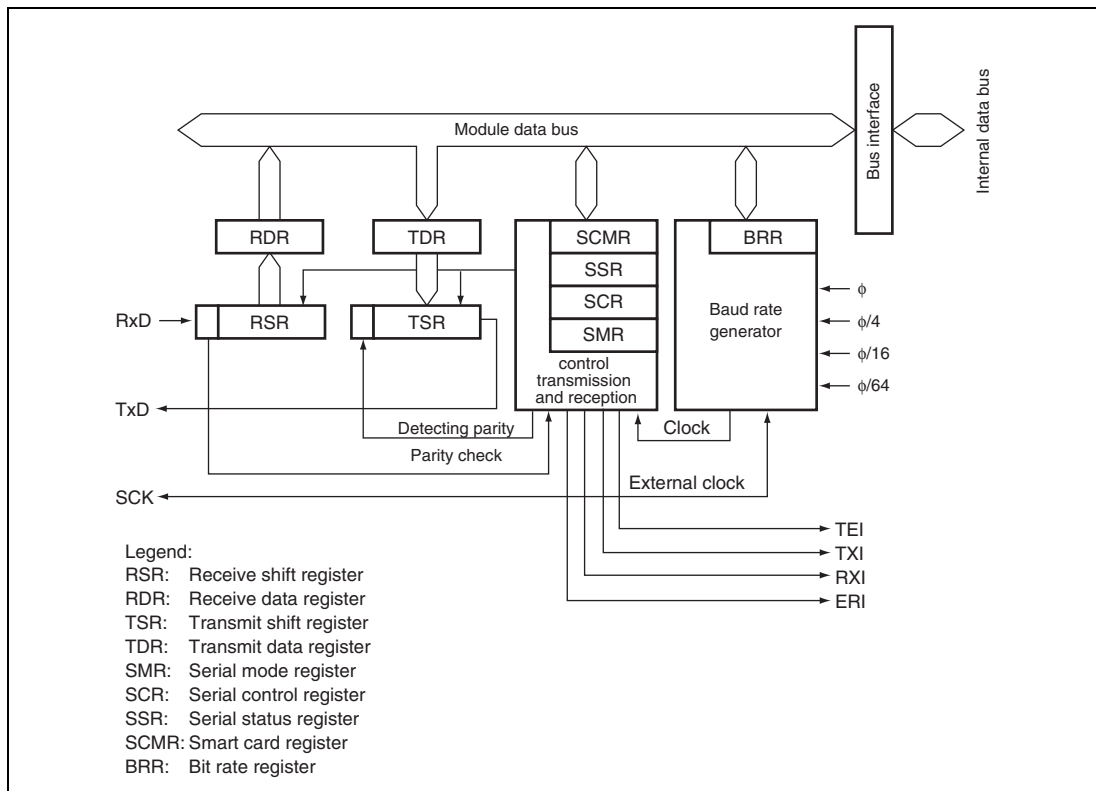 Module data bus
Bus interface
Internal data bus
RDR
TDR
SCMR
BRR
SSR
RxD
RSR
TSR
SCR
SMR
Baud rate
generator
ϕ
ϕ/4
ϕ/16
ϕ/64
control
transmission
and reception
TxD
Detecting parity
Clock
Parity check
SCK
External clock
TEI
TXI
RXI
ERI
Legend:
RSR: Receive shift register
RDR: Receive data register
TSR: Transmit shift register
TDR: Transmit data register
SMR: Serial mode register
SCR: Serial control register
SSR: Serial status register
SCMR: Smart card register
BRR: Bit rate register